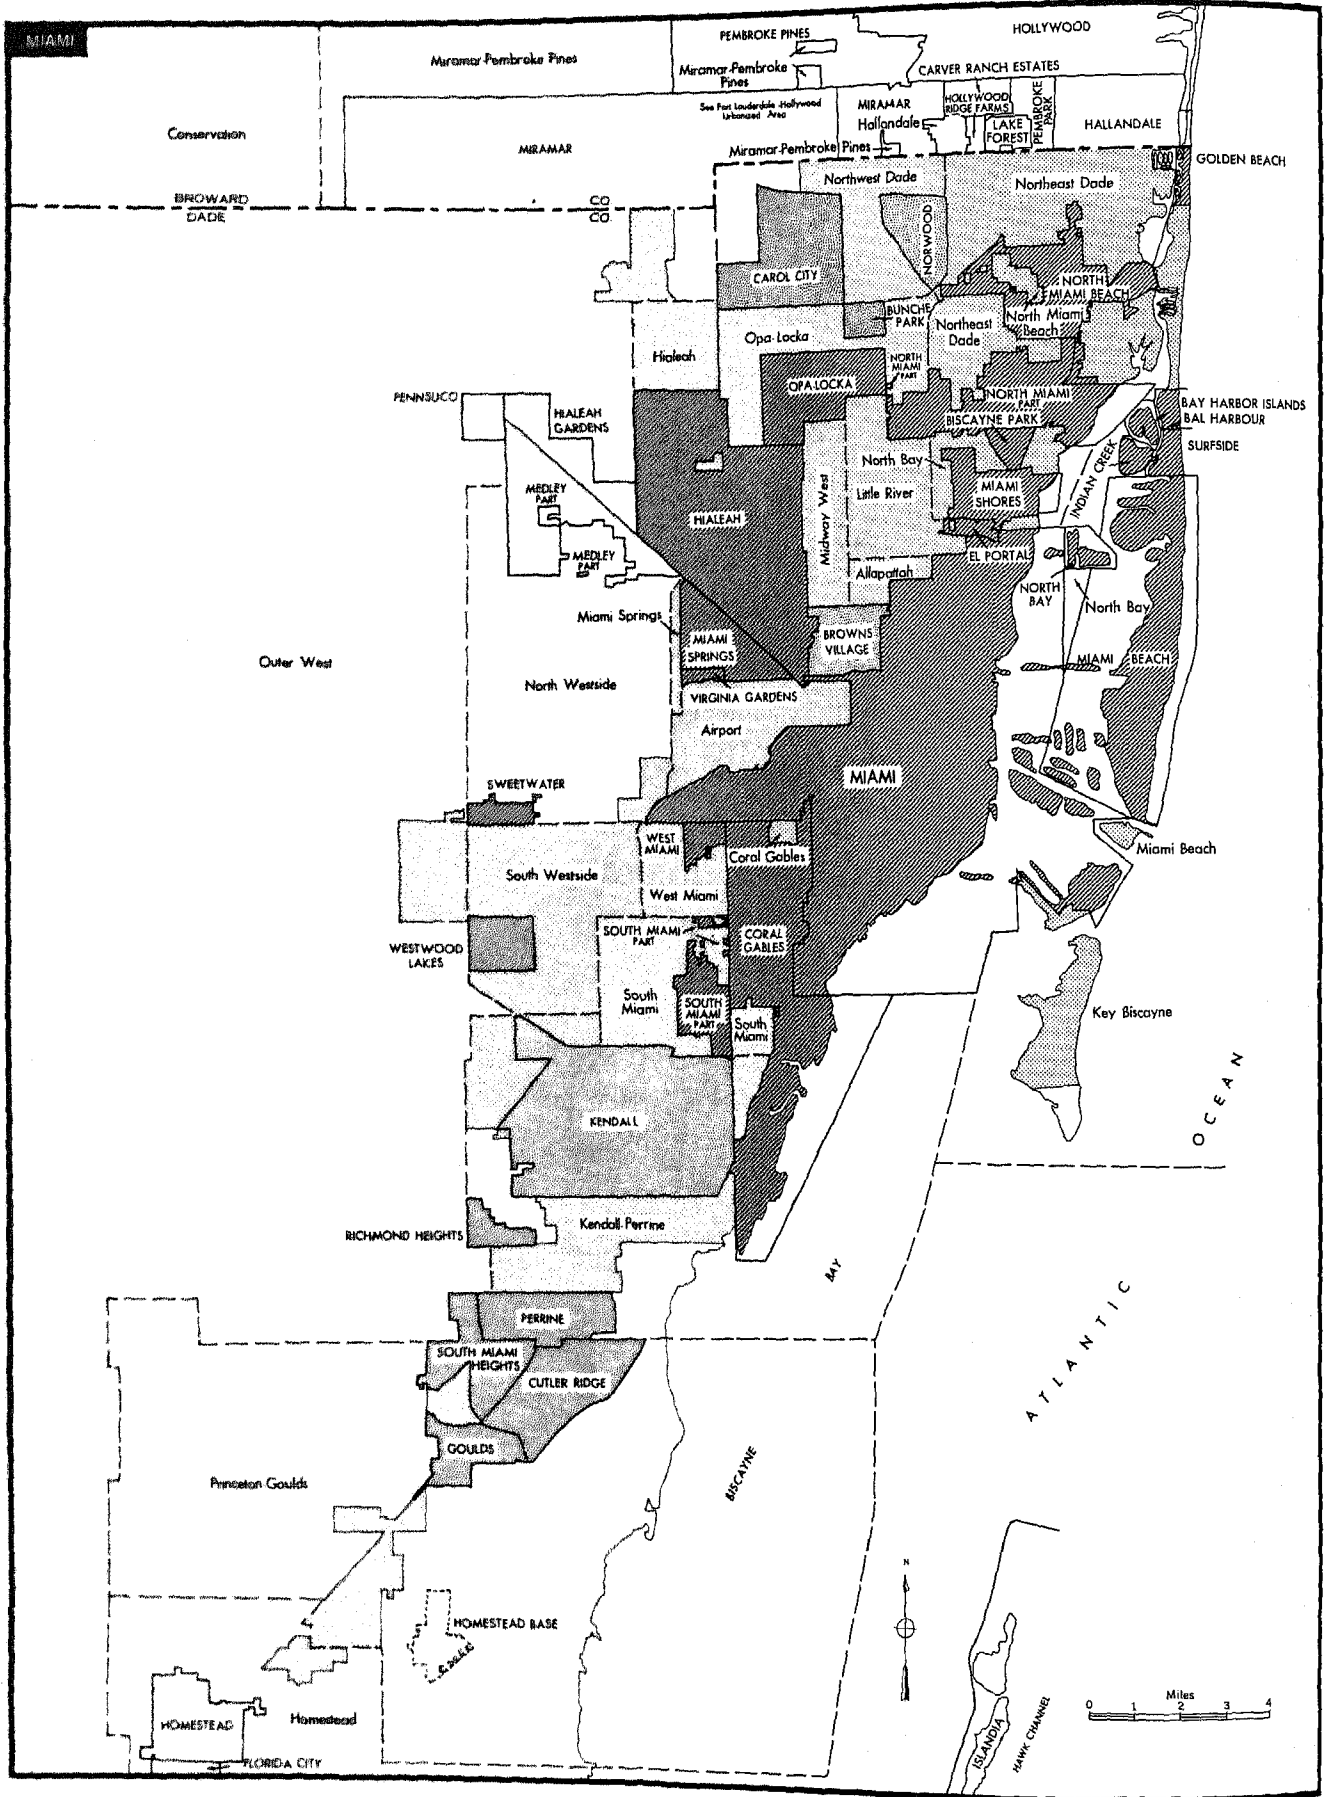 MIAMI
PEMBROKE PINES
HOLLYWOOD
Miramar-Pembroke Pines
Miramar-Pembroke
Pines
CARVER RANCH ESTATES
See Fort Lauderdale-Hollywood
Urbanized Area
MIRAMAR
Hallandale
HOLLYWOOD
RIDGE FARMS
PEMBROKE
PARK
LAKE
FOREST
HALLANDALE
Conservation
MIRAMAR
Miramar-Pembroke Pines
GOLDEN BEACH
Northwest Dade
Northeast Dade
BROWARD
CO
DADE
CO
NORWOOD
CAROL CITY
NORTH
MIAMI BEACH
BUNCHE
PARK
North Miami
Beach
Northeast
Dade
Opa-Locka
Hialeah
NORTH
MIAMI
PART
OPA-LOCKA
PENNSUCO
HIALEAH
GARDENS
NORTH MIAMI
PART
BISCAYNE PARK
BAY HARBOR ISLANDS
BAL HARBOUR
SURFSIDE
INDIAN CREEK
North Bay
Little River
MIAMI
SHORES
MEDLEY
PART
HIALEAH
Midway West
MEDLEY
PART
EL PORTAL
Allapattah
NORTH
BAY
North Bay
Miami Springs
MIAMI
SPRINGS
BROWNS
VILLAGE
MIAMI BEACH
Outer West
North Westside
VIRGINIA GARDENS
Airport
MIAMI
SWEETWATER
WEST
MIAMI
Coral Gables
Miami Beach
South Westside
West Miami
SOUTH MIAMI
PART
CORAL
GABLES
WESTWOOD
LAKES
South
Miami
SOUTH
MIAMI
PART
South
Miami
Key Biscayne
KENDALL
OCEAN
Kendall-Perrine
RICHMOND HEIGHTS
BAY
PERRINE
SOUTH MIAMI
HEIGHTS
CUTLER RIDGE
ATLANTIC
GOULDS
Princeton Goulds
BISCAYNE
N
HOMESTEAD BASE
HOMESTEAD
Homestead
FLORIDA CITY
Miles
0 1 2 3 4
ISLANDIA
HAWK CHANNEL